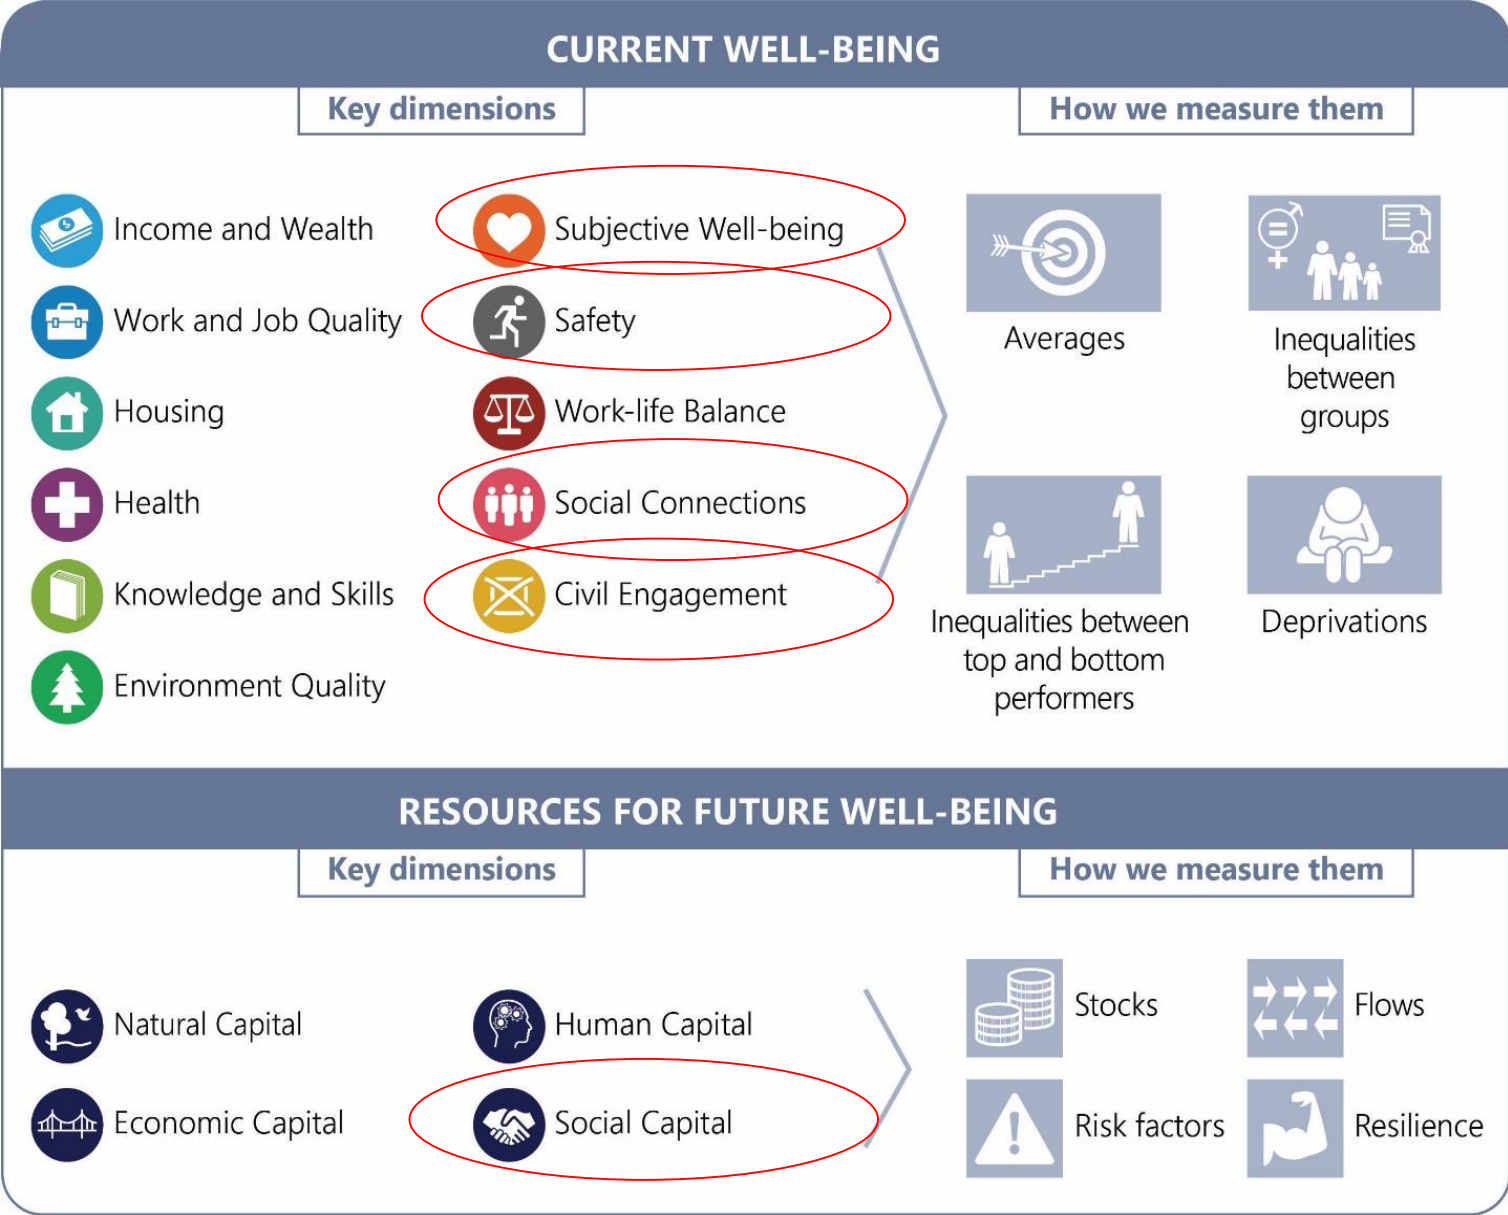 CURRENT WELL-BEING
Key dimensions
How we measure them
Income and Wealth
Work and Job Quality
Housing
Health
Knowledge and Skills
Environment Quality
Subjective Well-being
Safety
Work-life Balance
Social Connections
Civil Engagement
Averages
Inequalities
between
groups
Inequalities between
top and bottom
performers
Deprivations
RESOURCES FOR FUTURE WELL-BEING
Key dimensions
How we measure them
Natural Capital
Economic Capital
Human Capital
Social Capital
Stocks
Flows
Risk factors
Resilience